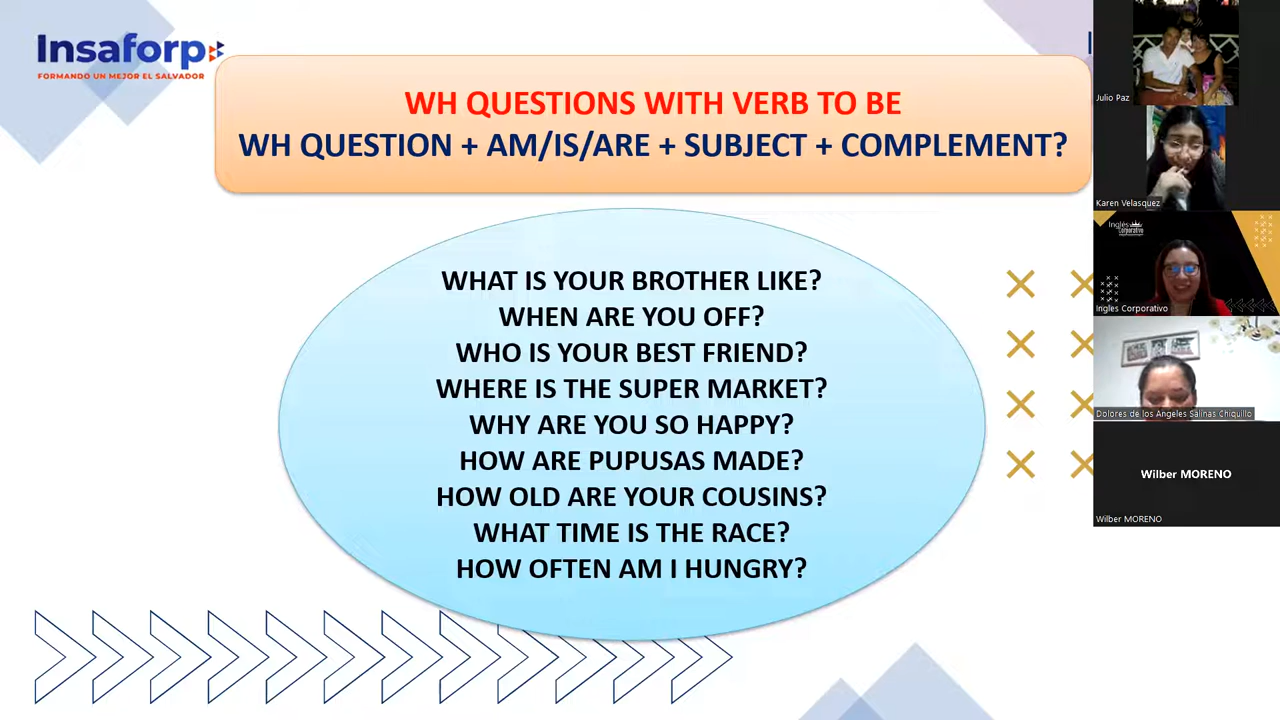 Insaforp
FORMANDO UN MEJOR EL SALVADOR
WH QUESTIONS WITH VERB TO BE
WH QUESTION + AM/IS/ARE + SUBJECT + COMPLEMENT?
WHAT IS YOUR BROTHER LIKE?
WHEN ARE YOU OFF?
WHO IS YOUR BEST FRIEND?
WHERE IS THE SUPER MARKET?
WHY ARE YOU SO HAPPY?
HOW ARE PUPUSAS MADE?
HOW OLD ARE YOUR COUSINS?
WHAT TIME IS THE RACE?
HOW OFTEN AM I HUNGRY?
Julio Paz
Karen Velasquez
Inglés
Corporativo
Ingles Corporativo
Dolores de los Angeles Salinas Chiquillo
Wilber MORENO
Wilber MORENO